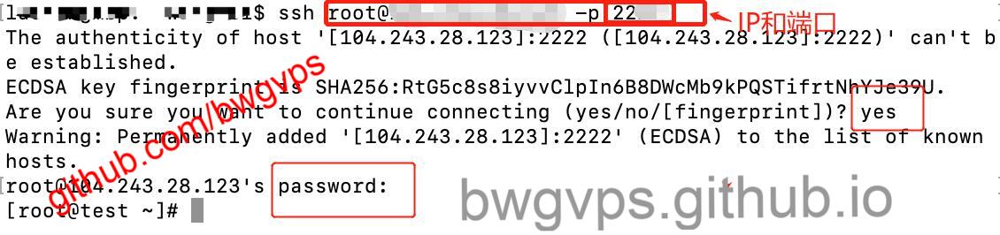 $ ssh root@ -p 22
IP和端口
The authenticity of host '[104.243.28.123]:2222 ([104.243.28.123]:2222)' can't b
e established.
ECDSA key fingerprint is SHA256:RtG5c8s8iyvvClpIn6B8DWcMb9kPQSTifrtNhYJe39U.
Are you sure you want to continue connecting (yes/no/[fingerprint])? yes
Warning: Permanently added '[104.243.28.123]:2222' (ECDSA) to the list of known
hosts.
root@104.243.28.123's password:
[root@test ~]#
github.com/bwgvps
bwgvps.github.io